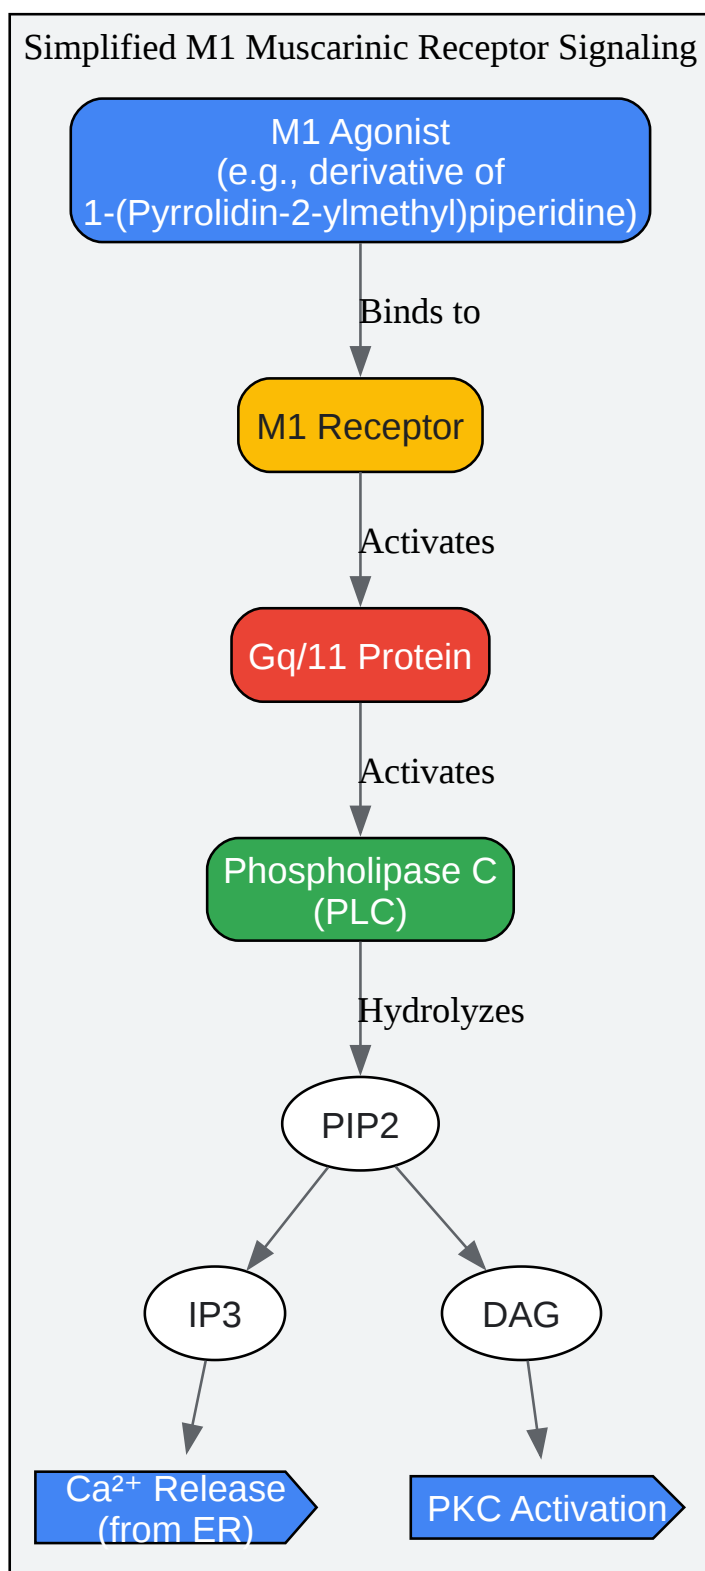 Simplified M1 Muscarinic Receptor Signaling
M1 Agonist
(e.g., derivative of
1-(Pyrrolidin-2-ylmethyl)piperidine)
Binds to
M1 Receptor
Activates
Gq/11 Protein
Activates
Phospholipase C
(PLC)
Hydrolyzes
PIP2
IP3
DAG
Ca²⁺ Release
(from ER)
PKC Activation